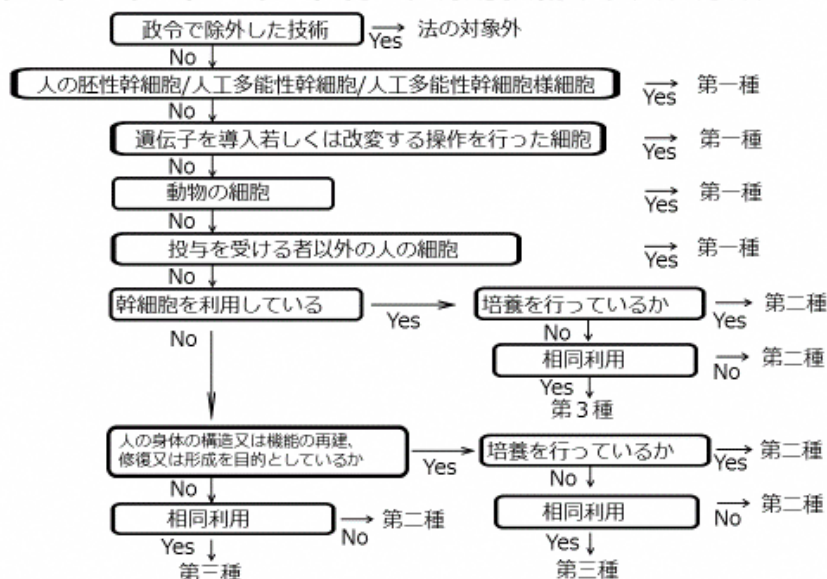 政令で除外した技術 Yes 法の対象外
No
人の胚性幹細胞/人工多能性幹細胞/人工多能性幹細胞様細胞 Yes 第一種
No
遺伝子を導入若しくは改変する操作を行った細胞 Yes 第一種
No
動物の細胞 Yes 第一種
No
投与を受ける者以外の人の細胞 Yes 第一種
No
幹細胞を利用している Yes 培養を行っているか Yes 第二種
No No
相同利用 No 第二種
Yes
第3種
人の身体の構造又は機能の再建、
修復又は形成を目的としているか Yes 培養を行っているか Yes 第二種
No No
相同利用 No 第二種 相同利用 No 第二種
Yes Yes
第三種 第三種